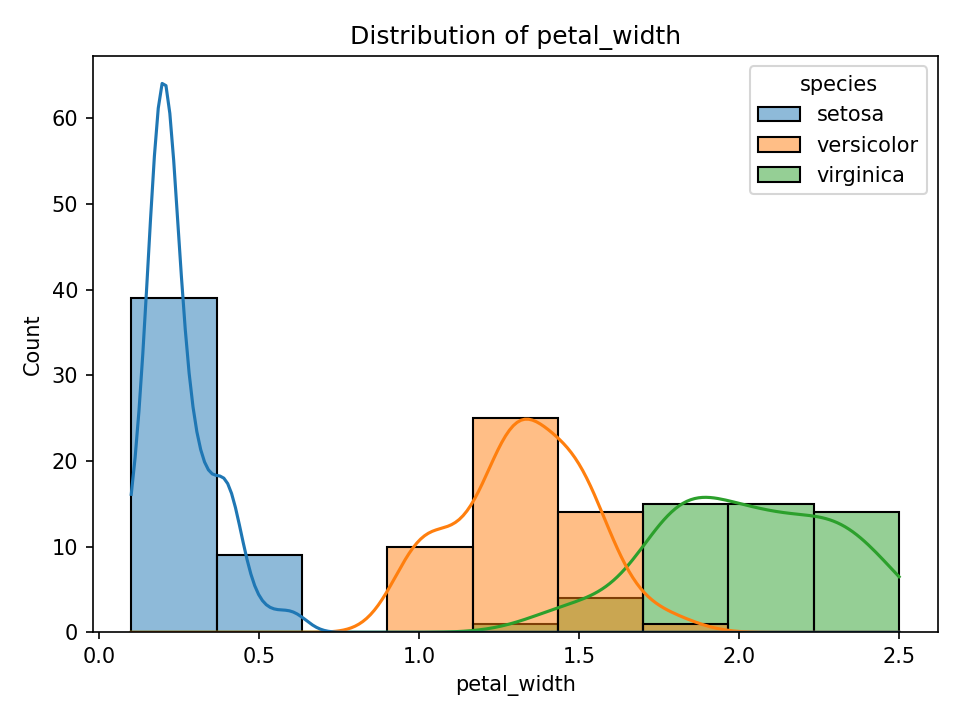 Distribution of petal_width
species
setosa
versicolor
virginica
Count
60
50
40
30
20
10
0
0.0 0.5 1.0 1.5 2.0 2.5
petal_width